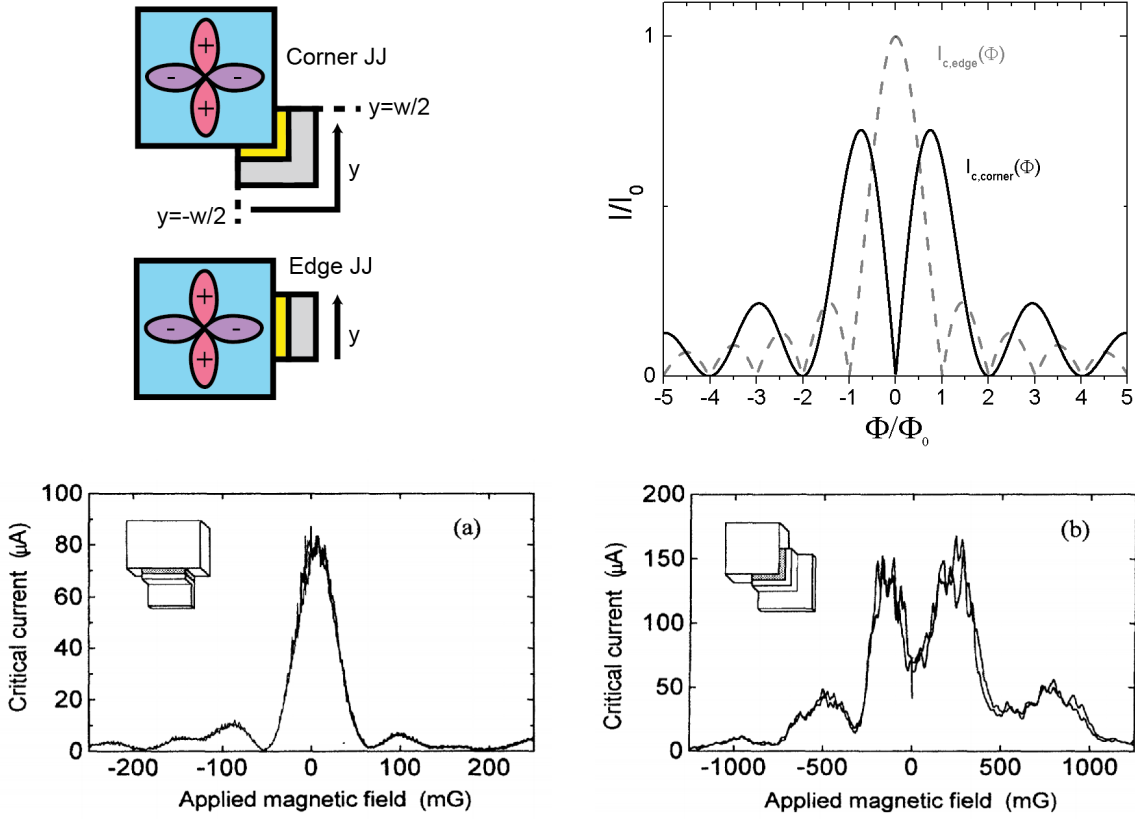 +
- -
+
Corner JJ
y=w/2
y
y=-w/2
Edge JJ
+
- -
+
y
1
I/I₀
0
I_c,edge(Φ)
I_c,corner(Φ)
-5 -4 -3 -2 -1 0 1 2 3 4 5
Φ/Φ₀
100
80
60
40
20
0
Critical current (μA)
(a)
-200 -100 0 100 200
Applied magnetic field (mG)
200
150
100
50
0
Critical current (μA)
(b)
-1000 -500 0 500 1000
Applied magnetic field (mG)